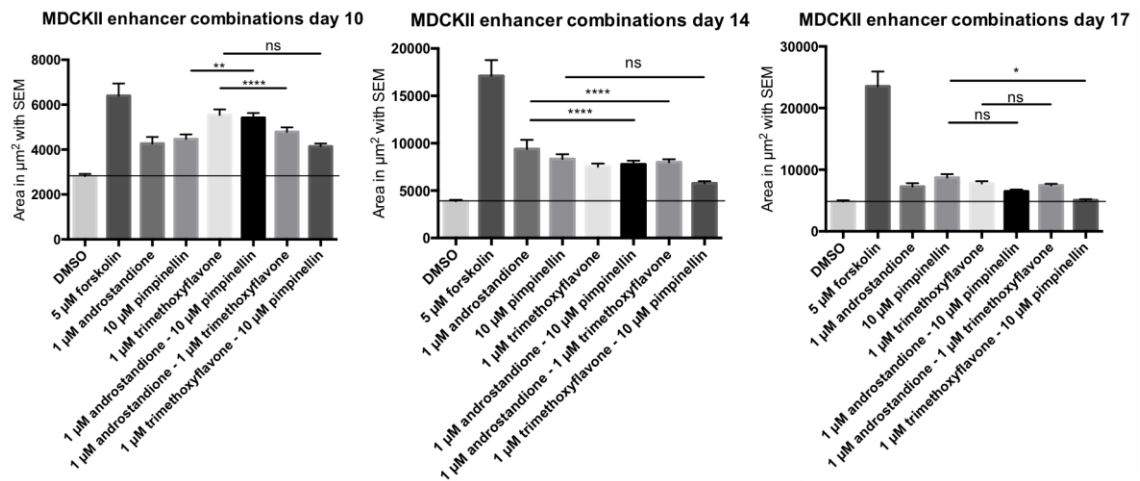 MDCKII enhancer combinations day 10
Area in µm² with SEM
8000
6000
4000
2000
0
ns
**
****
DMSO
5 µM forskolin
1 µM androstandione
10 µM pimpinellin
1 µM trimethoxyflavone
1 µM androstandione - 10 µM pimpinellin
1 µM androstandione - 1 µM trimethoxyflavone
1 µM trimethoxyflavone - 10 µM pimpinellin
MDCKII enhancer combinations day 14
Area in µm² with SEM
20000
15000
10000
5000
0
ns
****
****
DMSO
5 µM forskolin
1 µM androstandione
10 µM pimpinellin
1 µM trimethoxyflavone
1 µM androstandione - 10 µM pimpinellin
1 µM androstandione - 1 µM trimethoxyflavone
1 µM trimethoxyflavone - 10 µM pimpinellin
MDCKII enhancer combinations day 17
Area in µm² with SEM
30000
20000
10000
0
*
ns
ns
DMSO
5 µM forskolin
1 µM androstandione
10 µM pimpinellin
1 µM trimethoxyflavone
1 µM androstandione - 10 µM pimpinellin
1 µM androstandione - 1 µM trimethoxyflavone
1 µM trimethoxyflavone - 10 µM pimpinellin